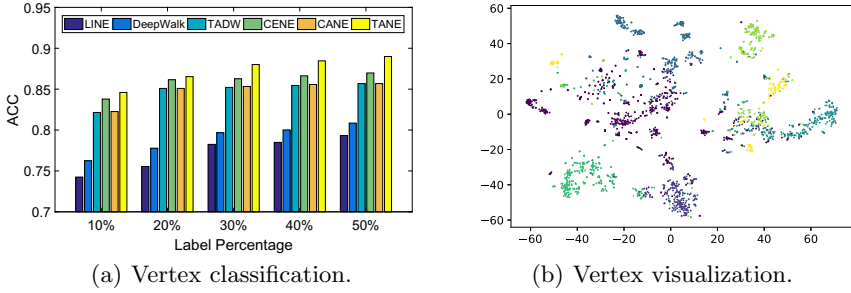 (b)
LINE DeepWalk TADW CENE CANE TANE
0.95
0.9
0.85
0.8
0.75
0.7
ACC
10% 20% 30% 40% 50%
Label Percentage
(a) Vertex classification.
60
40
20
0
−20
−40
−60
−60 −40 −20 0 20 40 60
(b) Vertex visualization.